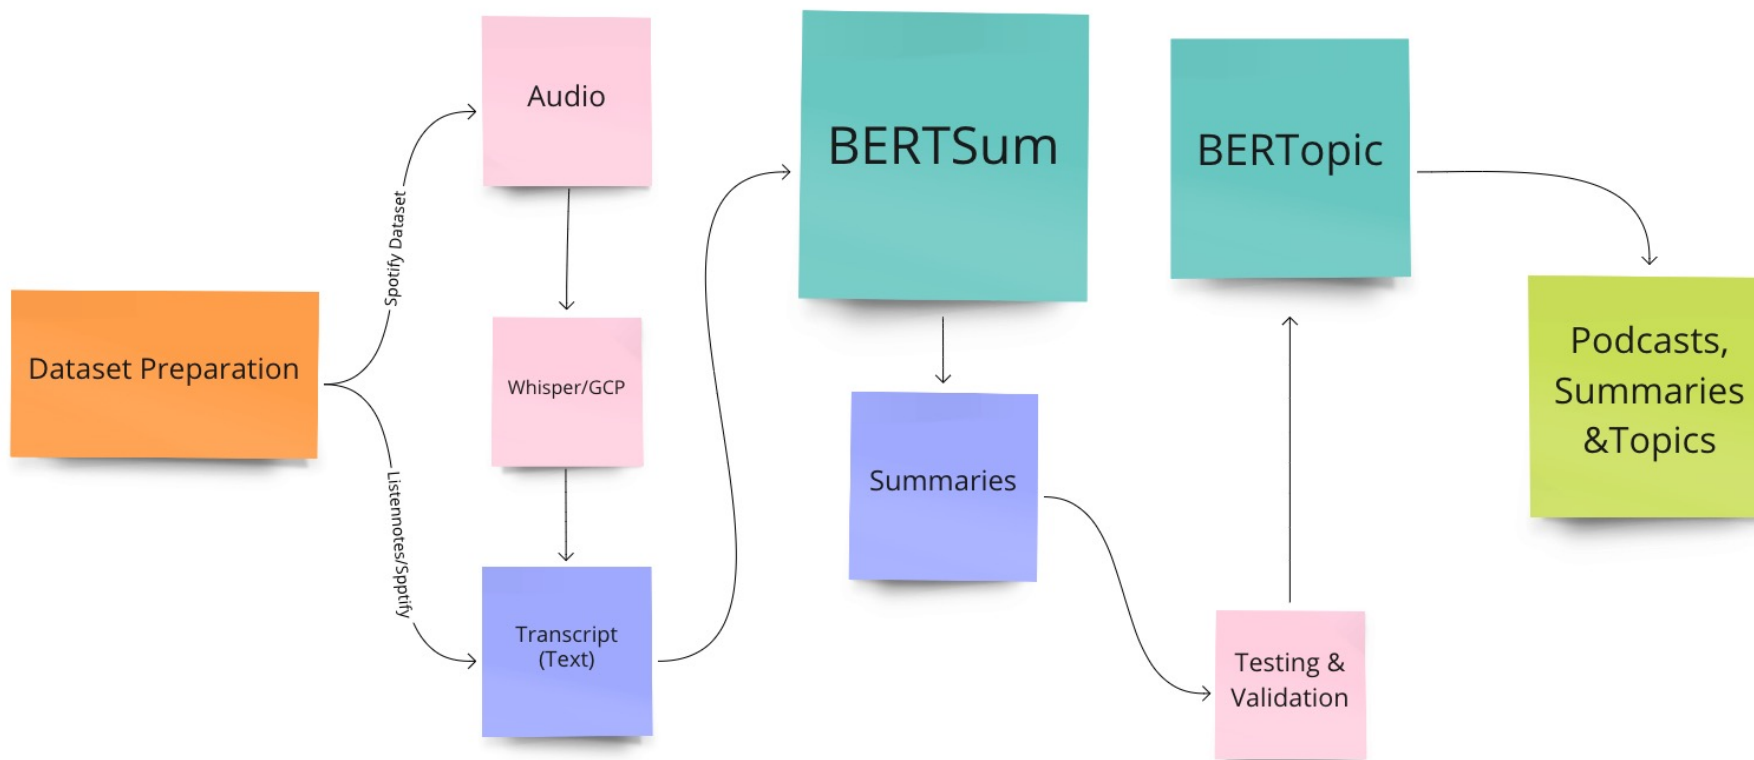 Dataset Preparation
Spotify Dataset
Listennotes/Spptify
Audio
Whisper/GCP
Transcript
(Text)
BERTSum
Summaries
Testing &
Validation
BERTopic
Podcasts,
Summaries
&Topics